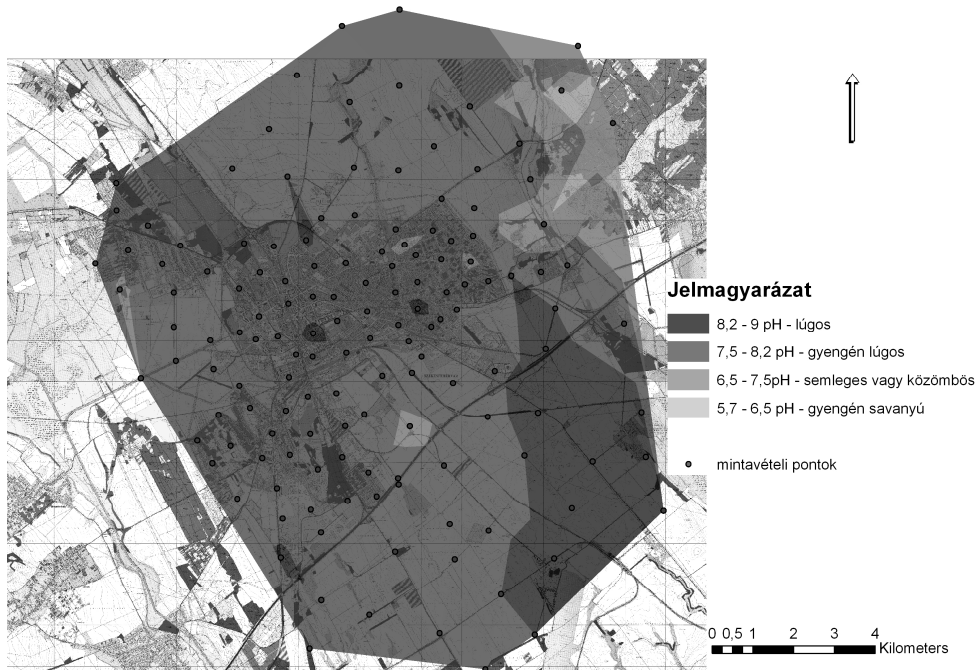 Jelmagyarázat
8,2 - 9 pH - lúgos
7,5 - 8,2 pH - gyengén lúgos
6,5 - 7,5pH - semleges vagy közömbös
5,7 - 6,5 pH - gyengén savanyú
mintavételi pontok
0 0,5 1 2 3 4
Kilometers